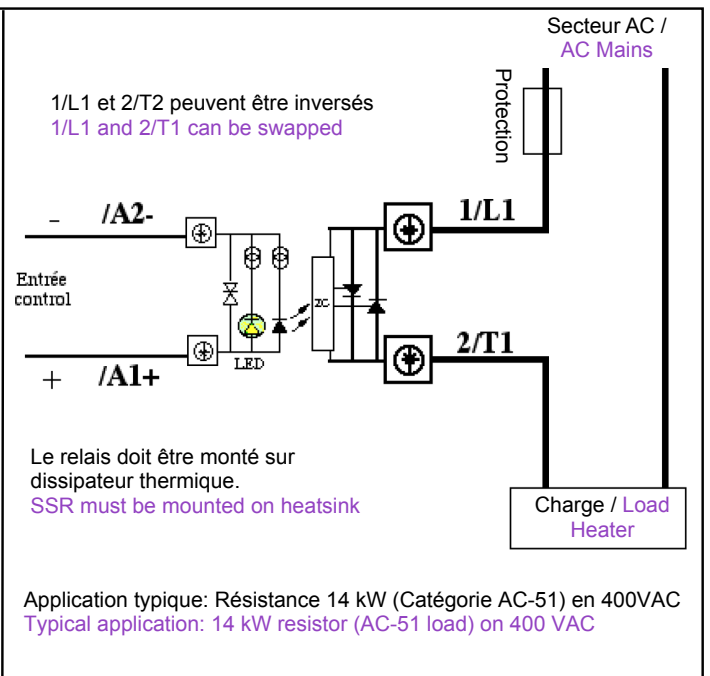 Secteur AC /
AC Mains
Protection
1/L1 et 2/T2 peuvent être inversés
1/L1 and 2/T1 can be swapped
- /A2-
1/L1
Entrée
control
ZC
LED
+ /A1+
2/T1
Le relais doit être monté sur
dissipateur thermique.
SSR must be mounted on heatsink
Charge / Load
Heater
Application typique: Résistance 14 kW (Catégorie AC-51) en 400VAC
Typical application: 14 kW resistor (AC-51 load) on 400 VAC